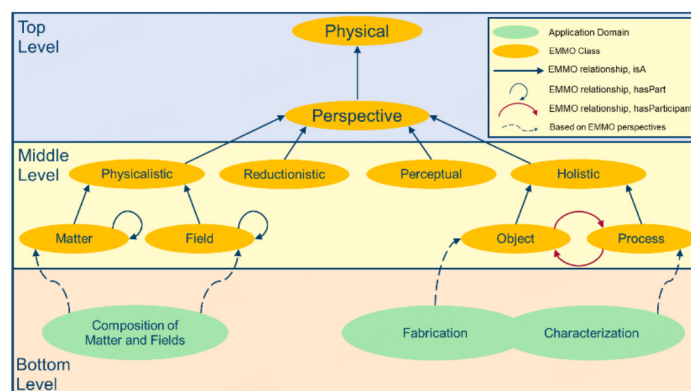 Top
Level
Physical
Perspective
Application Domain
EMMO Class
EMMO relationship, isA
EMMO relationship, hasPart
EMMO relationship, hasParticipant
Based on EMMO perspectives
Middle
Level
Physicalistic
Reductionistic
Perceptual
Holistic
Matter
Field
Object
Process
Composition of
Matter and Fields
Fabrication
Characterization
Bottom
Level